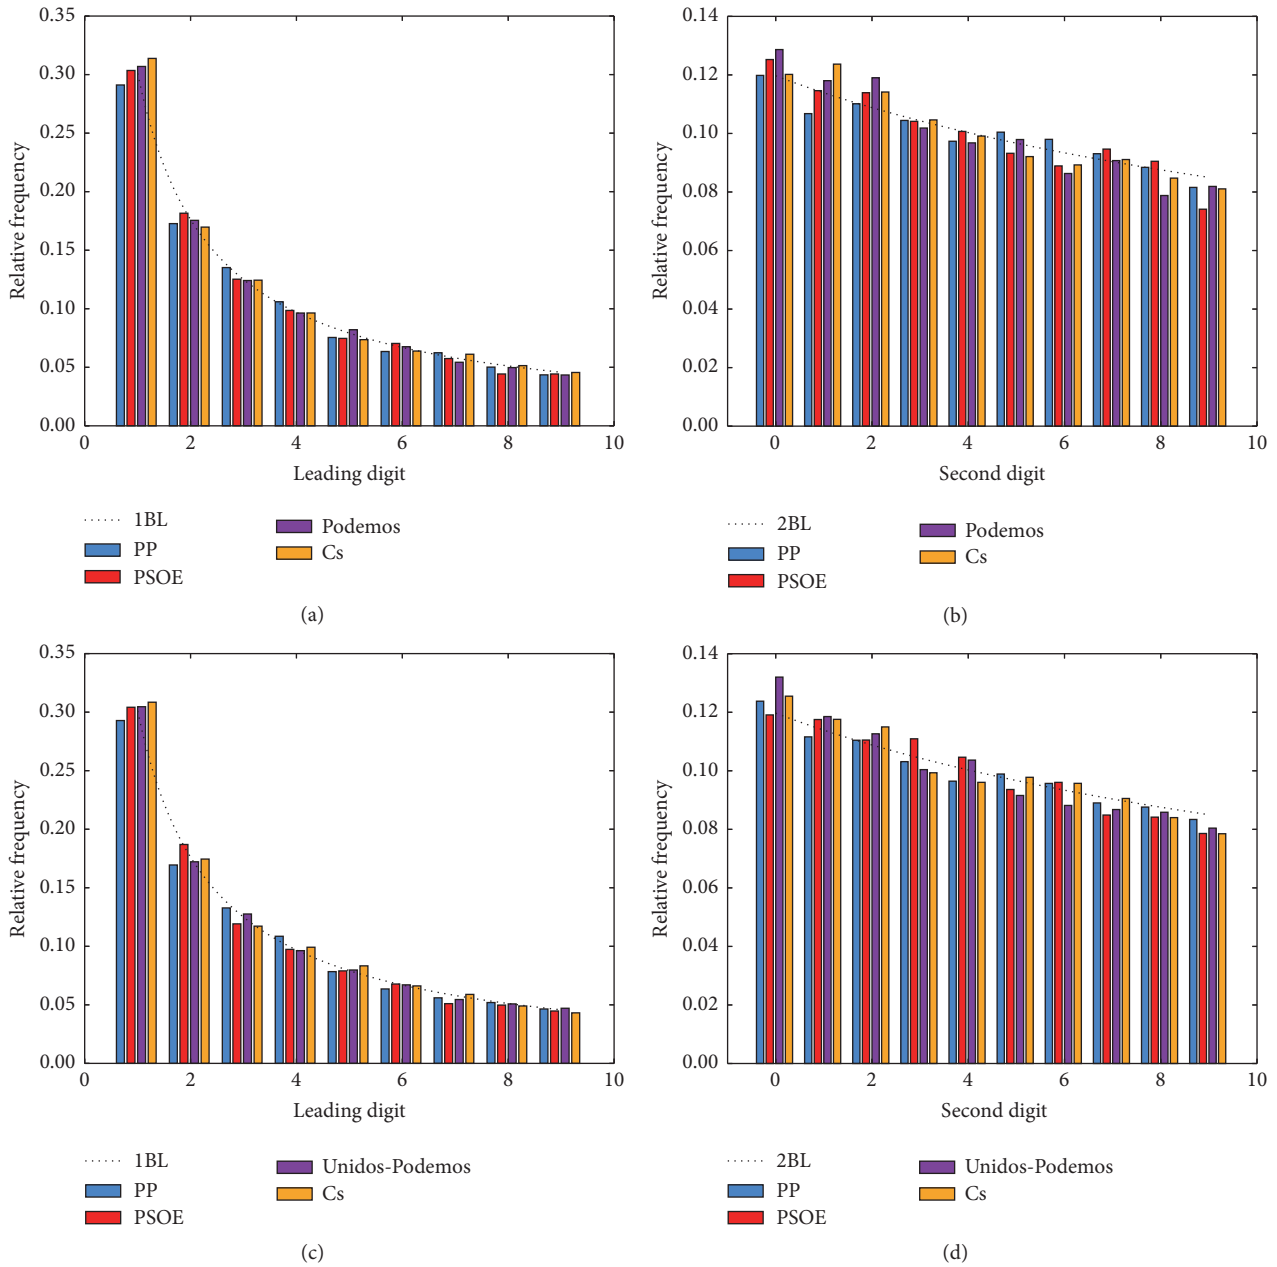 0.35
0.30
0.25
0.20
0.15
0.10
0.05
0.00
Relative frequency
0 2 4 6 8 10
Leading digit
1BL
PP
PSOE
Podemos
Cs
(a)
0.14
0.12
0.10
0.08
0.06
0.04
0.02
0.00
Relative frequency
0 2 4 6 8 10
Second digit
2BL
PP
PSOE
Podemos
Cs
(b)
0.35
0.30
0.25
0.20
0.15
0.10
0.05
0.00
Relative frequency
0 2 4 6 8 10
Leading digit
1BL
PP
PSOE
Unidos-Podemos
Cs
(c)
0.14
0.12
0.10
0.08
0.06
0.04
0.02
0.00
Relative frequency
0 2 4 6 8 10
Second digit
2BL
PP
PSOE
Unidos-Podemos
Cs
(d)